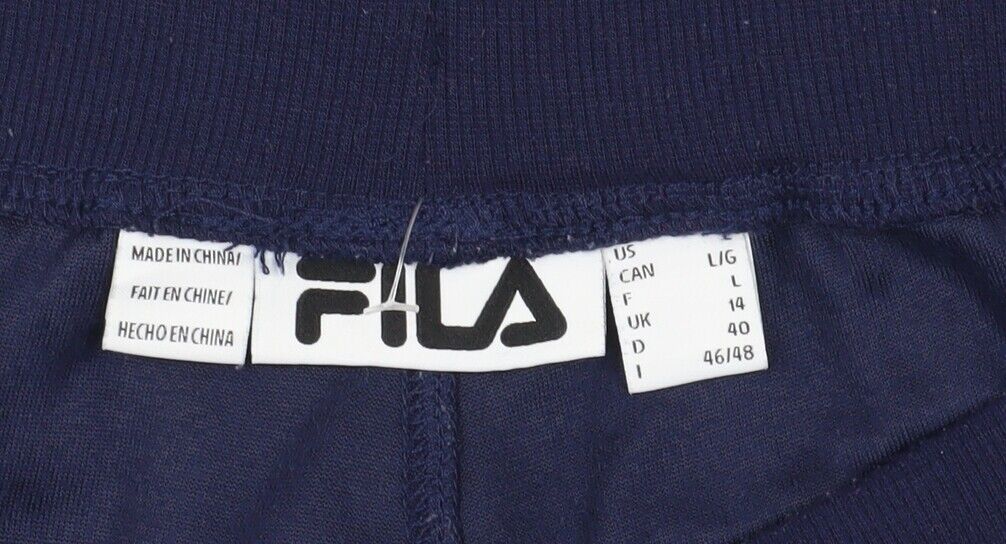 MADE IN CHINA/
FAIT EN CHINE/
HECHO EN CHINA
FILA
US L
CAN L/G
F L
UK 14
D 40
I 46/48